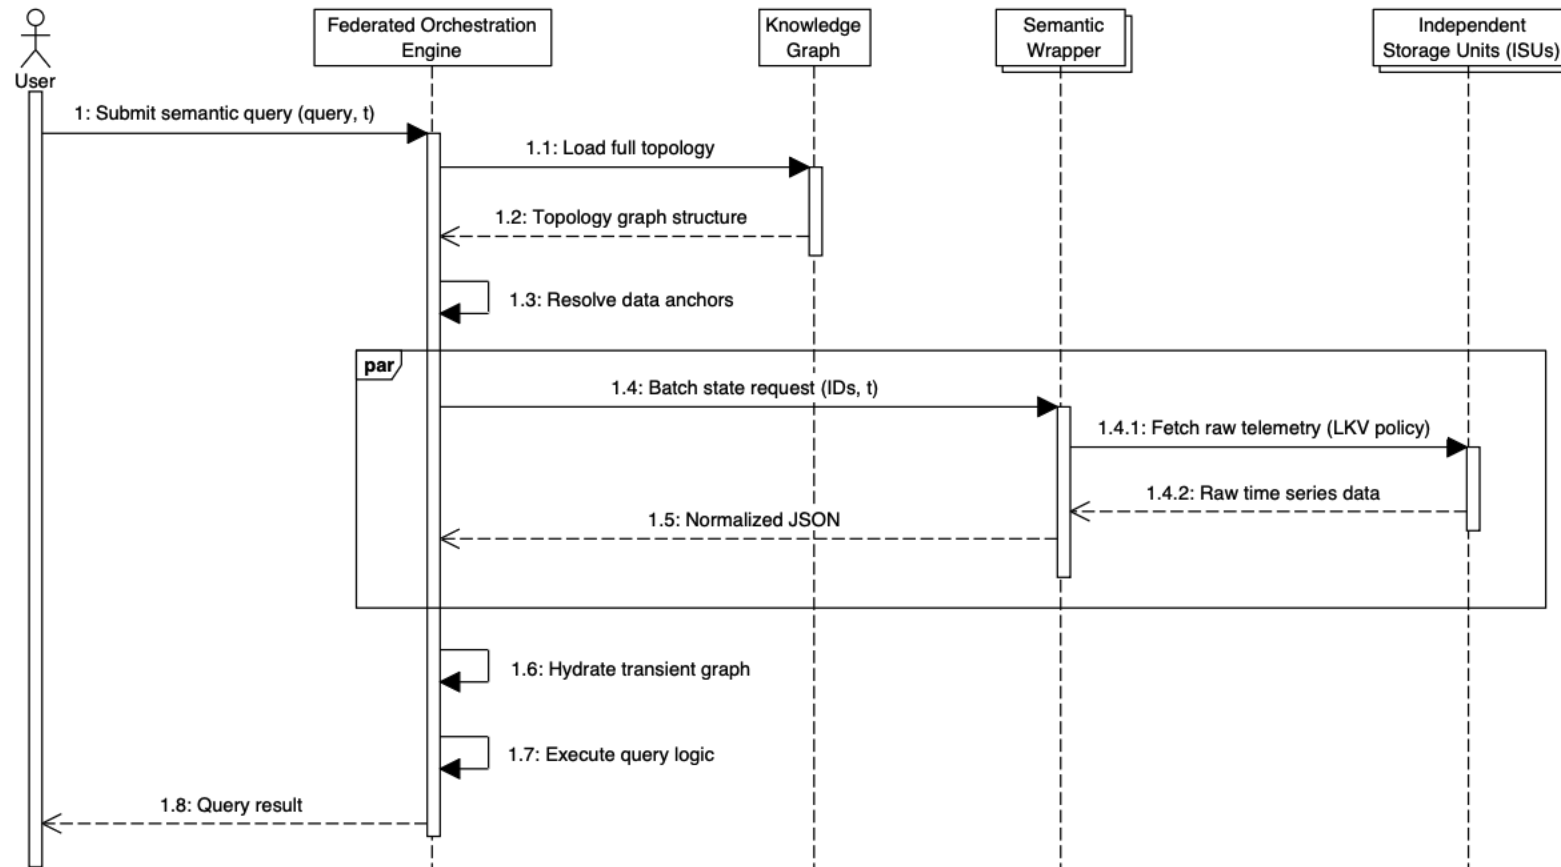 Federated Orchestration
Engine
Knowledge
Graph
Semantic
Wrapper
Independent
Storage Units (ISUs)
User
1: Submit semantic query (query, t)
1.1: Load full topology
1.2: Topology graph structure
1.3: Resolve data anchors
par
1.4: Batch state request (IDs, t)
1.4.1: Fetch raw telemetry (LKV policy)
1.4.2: Raw time series data
1.5: Normalized JSON
1.6: Hydrate transient graph
1.7: Execute query logic
1.8: Query result